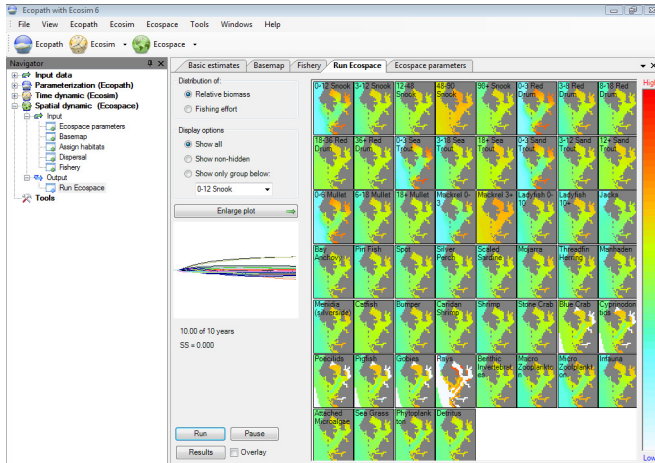 Ecopath with Ecosim 6
File View Ecopath Ecosim Ecospace Tools Windows Help
Ecopath Ecosim Ecospace
Navigator
Input data
Parameterization (Ecopath)
Time dynamic (Ecosim)
Spatial dynamic (Ecospace)
Input
Ecospace parameters
Basemap
Assign habitats
Dispersal
Fishery
Output
Run Ecospace
Tools
Basic estimates Basemap Fishery Run Ecospace Ecospace parameters
Distribution of:
Relative biomass
Fishing effort
Display options
Show all
Show non-hidden
Show only group below:
0-12 Snook
Enlarge plot
10.00 of 10 years
SS = 0.000
Run Pause
Results Overlay
0-12 Snook 3-12 Snook 12-48 Snook 48-90 Snook 90+ Snook 0-3 Red Drum 3-8 Red Drum 8-18 Red Drum
18-36 Red Drum 36+ Red Drum 0-3 Sea Trout 3-18 Sea Trout 18+ Sea Trout 0-3 Sand Trout 3-12 Sand Trout 12+ Sand Trout
0-6 Mullet 6-18 Mullet 18+ Mullet Mackrel 0-3 Mackrel 3+ Ladyfish 0-10 Ladyfish 10+ Jacks
Bay Anchovy Pin Fish Spot Silver Perch Scaled Sardine Mojarra Threadfin Herring Manhaden
Menidia (silverside) Catfish Bumper Caridan Shrimp Shrimp Stone Crab Blue Crab Cyprinodontids
Poecilids Pigfish Gobies Rays Benthic Invertebrates Macro Zooplankton Micro Zooplankton Infauna
Attached Microalgae Sea Grass Phytoplankton Detritus
High
Low